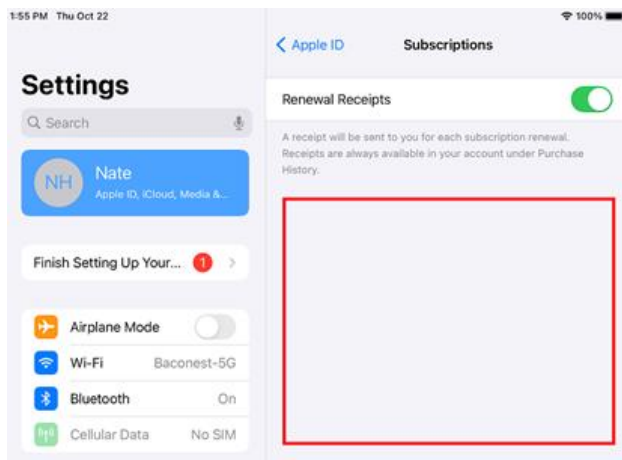 1:55 PM Thu Oct 22
100%
Settings
Search
NH
Nate
Apple ID, iCloud, Media &...
Finish Setting Up Your... 1
Airplane Mode
Wi-Fi Baconest-5G
Bluetooth On
Cellular Data No SIM
Apple ID Subscriptions
Renewal Receipts
A receipt will be sent to you for each subscription renewal.
Receipts are always available in your account under Purchase
History.